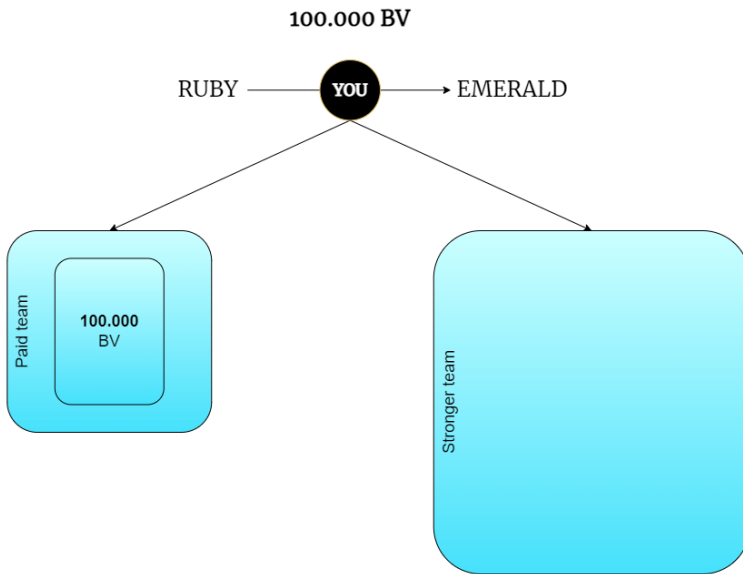 100.000 BV
RUBY
YOU
EMERALD
Paid team
100.000
BV
Stronger team